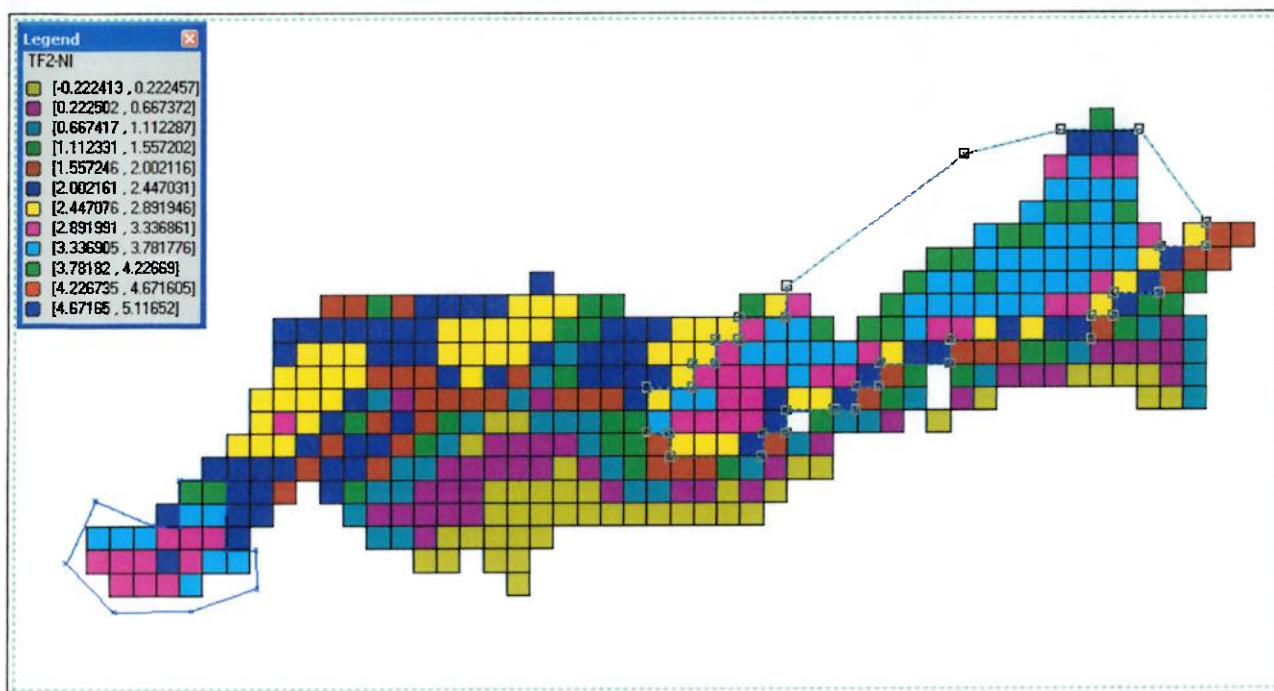 Legend
TF2-NI
[-0.222413 , 0.222457]
[0.222502 , 0.667372]
[0.667417 , 1.112287]
[1.112331 , 1.557202]
[1.557246 , 2.002116]
[2.002161 , 2.447031]
[2.447076 , 2.891946]
[2.891991 , 3.336861]
[3.336905 , 3.781776]
[3.78182 , 4.22669]
[4.226735 , 4.671605]
[4.67165 , 5.11652]